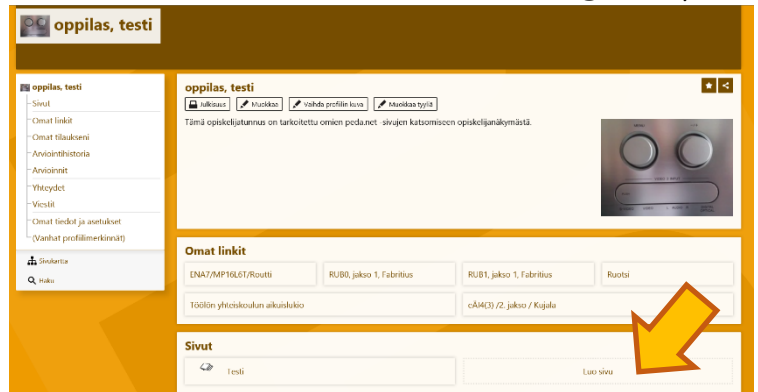 oppilas, testi
oppilas, testi
Sivut
Omat linkit
Omat tilaukseni
Arviointihistoria
Arvioinnit
Yhteydet
Viestit
Omat tiedot ja asetukset
(Vanhat profiilimerkinnät)
Sivukartta
Haku
oppilas, testi
Julkisuus Muokkaa Vaihda profiilin kuva Muokkaa tyyliä
Tämä opiskelijatunnus on tarkoitettu omien peda.net -sivujen katsomiseen opiskelijanäkymästä.
Omat linkit
ENA7/MP16L6T/Routti RUB0, jakso 1, Fabritius RUB1, jakso 1, Fabritius Ruotsi
Töölön yhteiskoulun aikuislukio cÄI4(3) /2. jakso / Kujala
Sivut
Testi Luo sivu